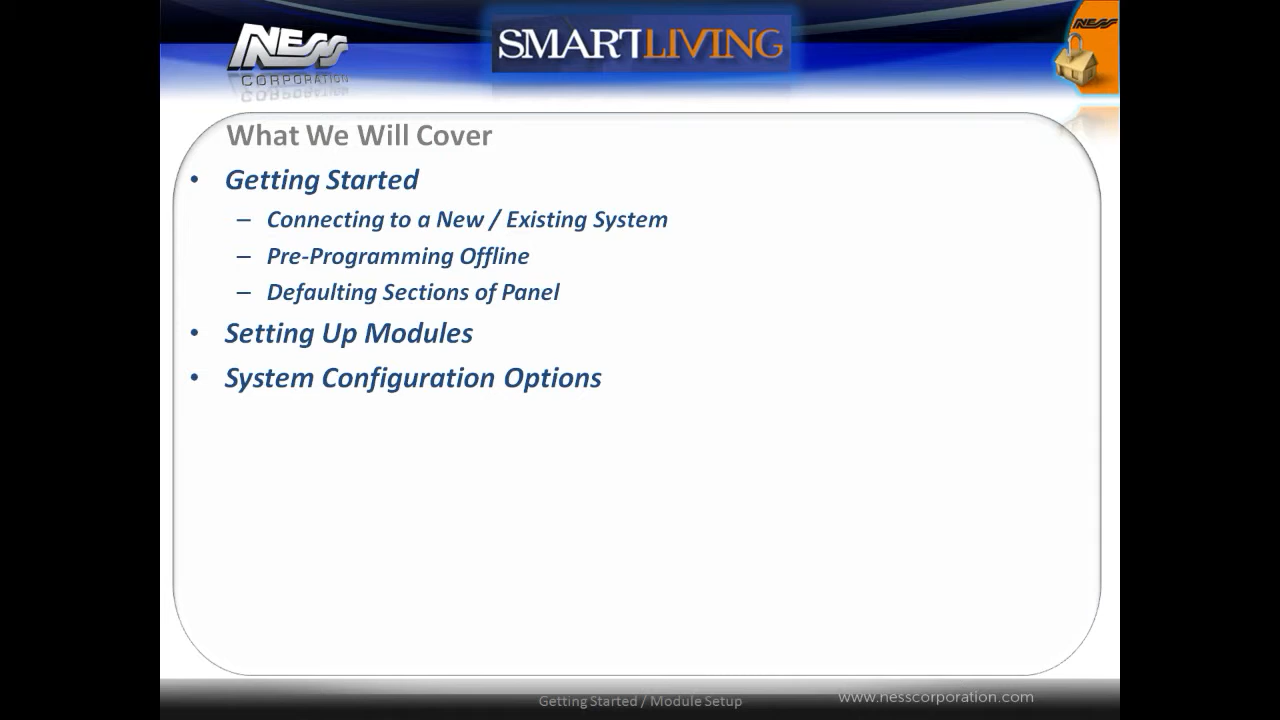 NESS
CORPORATION
SMARTLIVING
NESS
What We Will Cover
• Getting Started
– Connecting to a New / Existing System
– Pre-Programming Offline
– Defaulting Sections of Panel
• Setting Up Modules
• System Configuration Options
Getting Started / Module Setup
www.nesscorporation.com